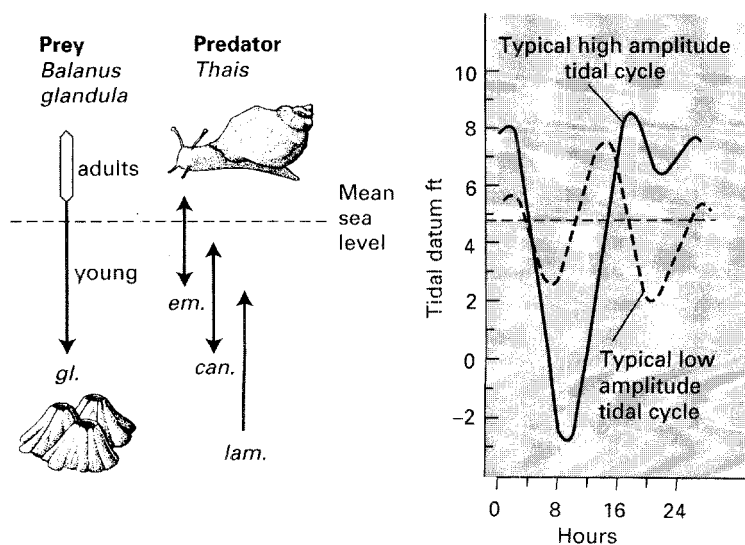 Prey
Balanus
glandula
Predator
Thais
adults
Mean
sea
level
young
em.
gl.
can.
lam.
Typical high amplitude
tidal cycle
10
8
6
4
2
0
–2
Tidal datum ft
Typical low
amplitude
tidal cycle
0
8
16
24
Hours